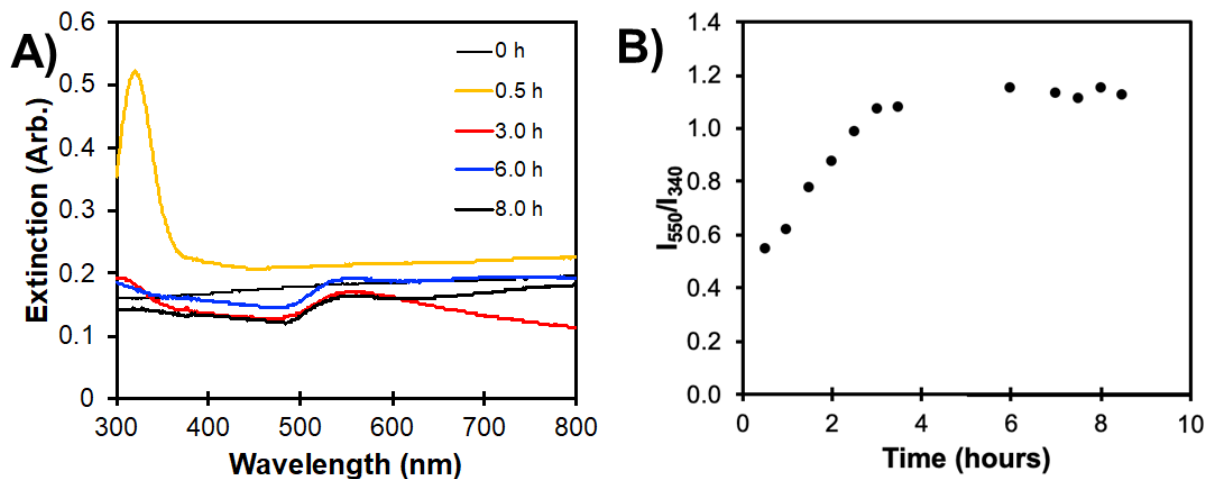 A)
0.6
0.5
0.4
0.3
0.2
0.1
0
Extinction (Arb.)
0 h
0.5 h
3.0 h
6.0 h
8.0 h
300 400 500 600 700 800
Wavelength (nm)
B)
1.4
1.2
1.0
0.8
0.6
0.4
0.2
0.0
I550/I340
0 2 4 6 8 10
Time (hours)